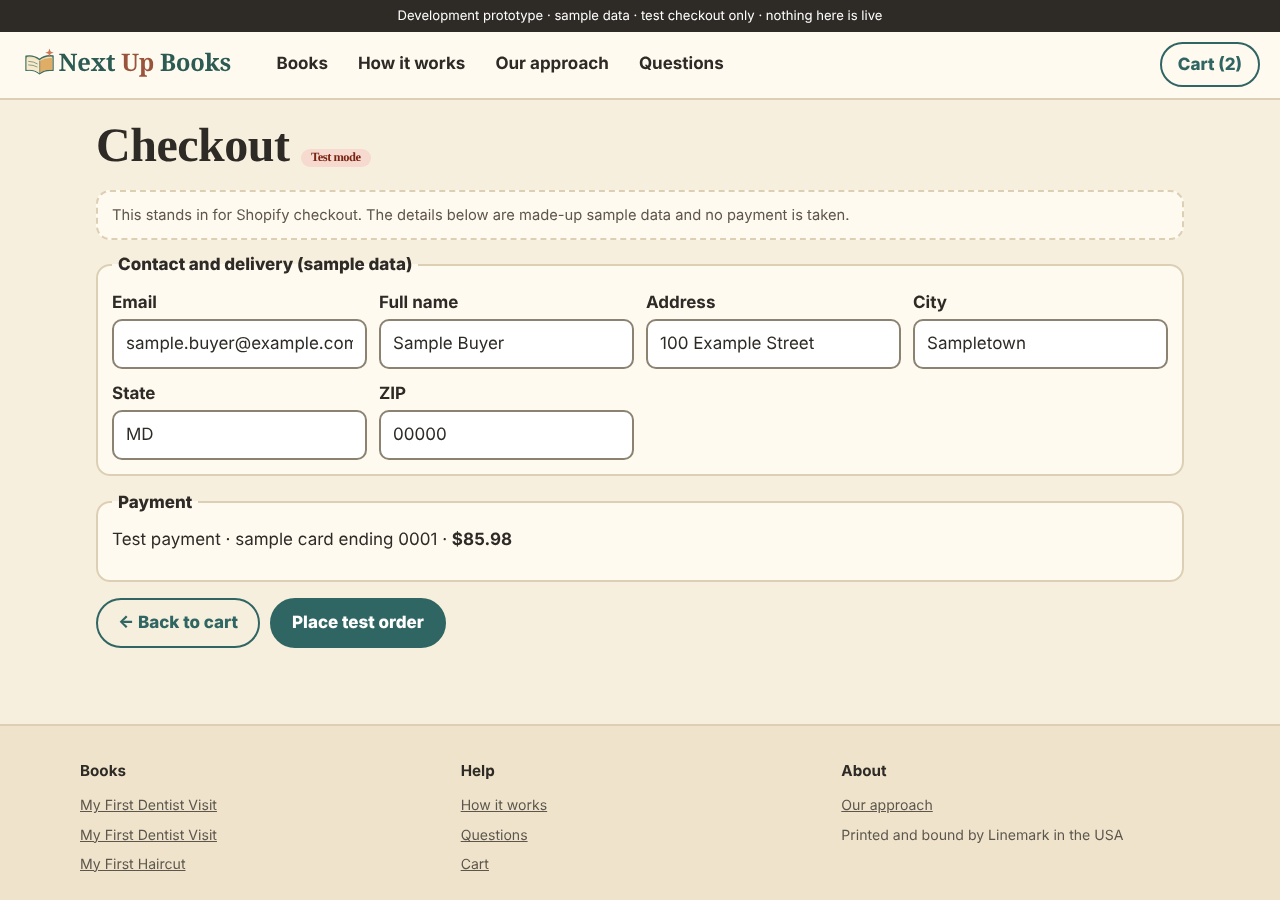 Development prototype · sample data · test checkout only · nothing here is live
Next Up Books
Books
How it works
Our approach
Questions
Cart (2)
Checkout
Test mode
This stands in for Shopify checkout. The details below are made-up sample data and no payment is taken.
Contact and delivery (sample data)
Email
Full name
Address
City
sample.buyer@example.com
Sample Buyer
100 Example Street
Sampletown
State
ZIP
MD
00000
Payment
Test payment · sample card ending 0001 · $85.98
← Back to cart
Place test order
Books
My First Dentist Visit
My First Dentist Visit
My First Haircut
Help
How it works
Questions
Cart
About
Our approach
Printed and bound by Linemark in the USA